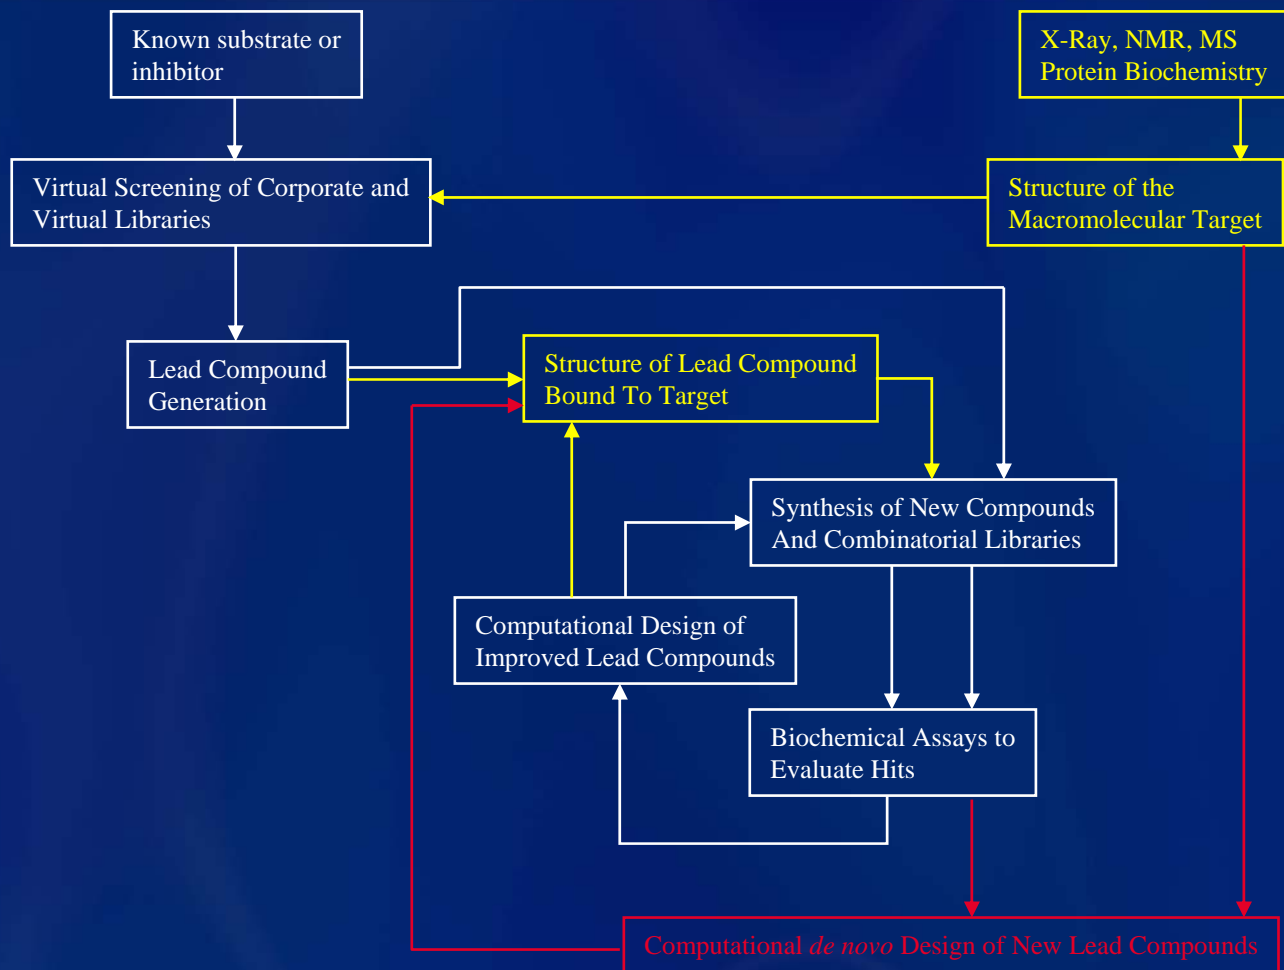 Known substrate or
inhibitor
X-Ray, NMR, MS
Protein Biochemistry
Virtual Screening of Corporate and
Virtual Libraries
Structure of the
Macromolecular Target
Lead Compound
Generation
Structure of Lead Compound
Bound To Target
Synthesis of New Compounds
And Combinatorial Libraries
Computational Design of
Improved Lead Compounds
Biochemical Assays to
Evaluate Hits
Computational de novo Design of New Lead Compounds